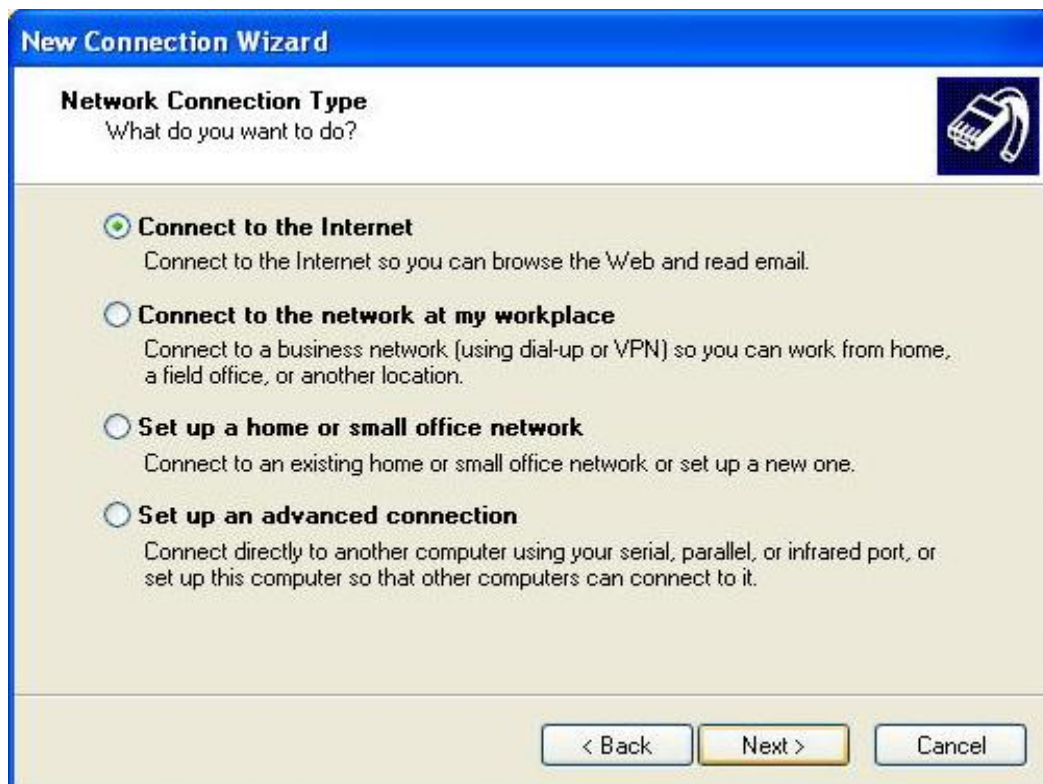 New Connection Wizard
Network Connection Type
What do you want to do?
Connect to the Internet
Connect to the Internet so you can browse the Web and read email.
Connect to the network at my workplace
Connect to a business network (using dial-up or VPN) so you can work from home,
a field office, or another location.
Set up a home or small office network
Connect to an existing home or small office network or set up a new one.
Set up an advanced connection
Connect directly to another computer using your serial, parallel, or infrared port, or
set up this computer so that other computers can connect to it.
< Back Next > Cancel